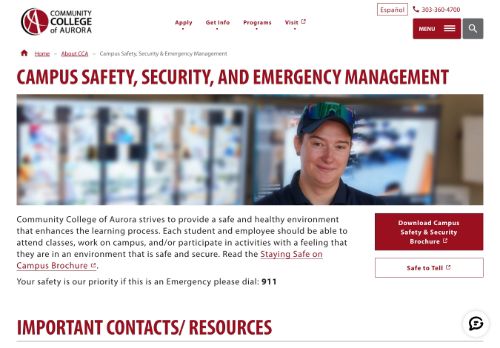 COMMUNITY
COLLEGE
of AURORA
Apply
Get Info
Programs
Visit
Español
303-360-4700
MENU
Home – About CCA – Campus Safety, Security & Emergency Management
CAMPUS SAFETY, SECURITY, AND EMERGENCY MANAGEMENT
Community College of Aurora strives to provide a safe and healthy environment
that enhances the learning process. Each student and employee should be able to
attend classes, work on campus, and/or participate in activities with a feeling that
they are in an environment that is safe and secure. Read the Staying Safe on
Campus Brochure.
Your safety is our priority if this is an Emergency please dial: 911
Download Campus
Safety & Security
Brochure
Safe to Tell
IMPORTANT CONTACTS/ RESOURCES